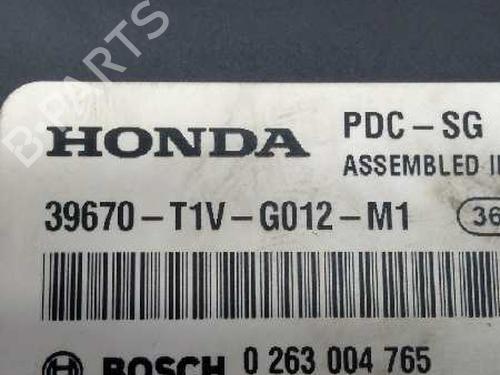 HONDA PDC-SG
ASSEMBLED
39670-T1V-G012-M1 36
BOSCH 0 263 004 765
B-PARTS